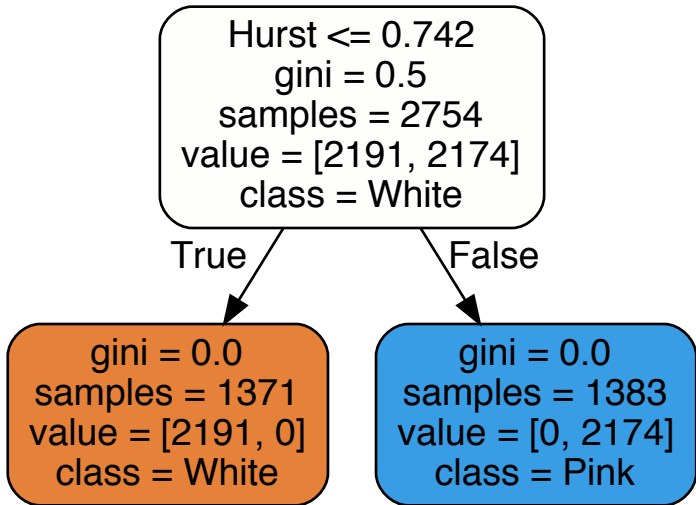 Hurst <= 0.742
gini = 0.5
samples = 2754
value = [2191, 2174]
class = White
True
False
gini = 0.0
samples = 1371
value = [2191, 0]
class = White
gini = 0.0
samples = 1383
value = [0, 2174]
class = Pink